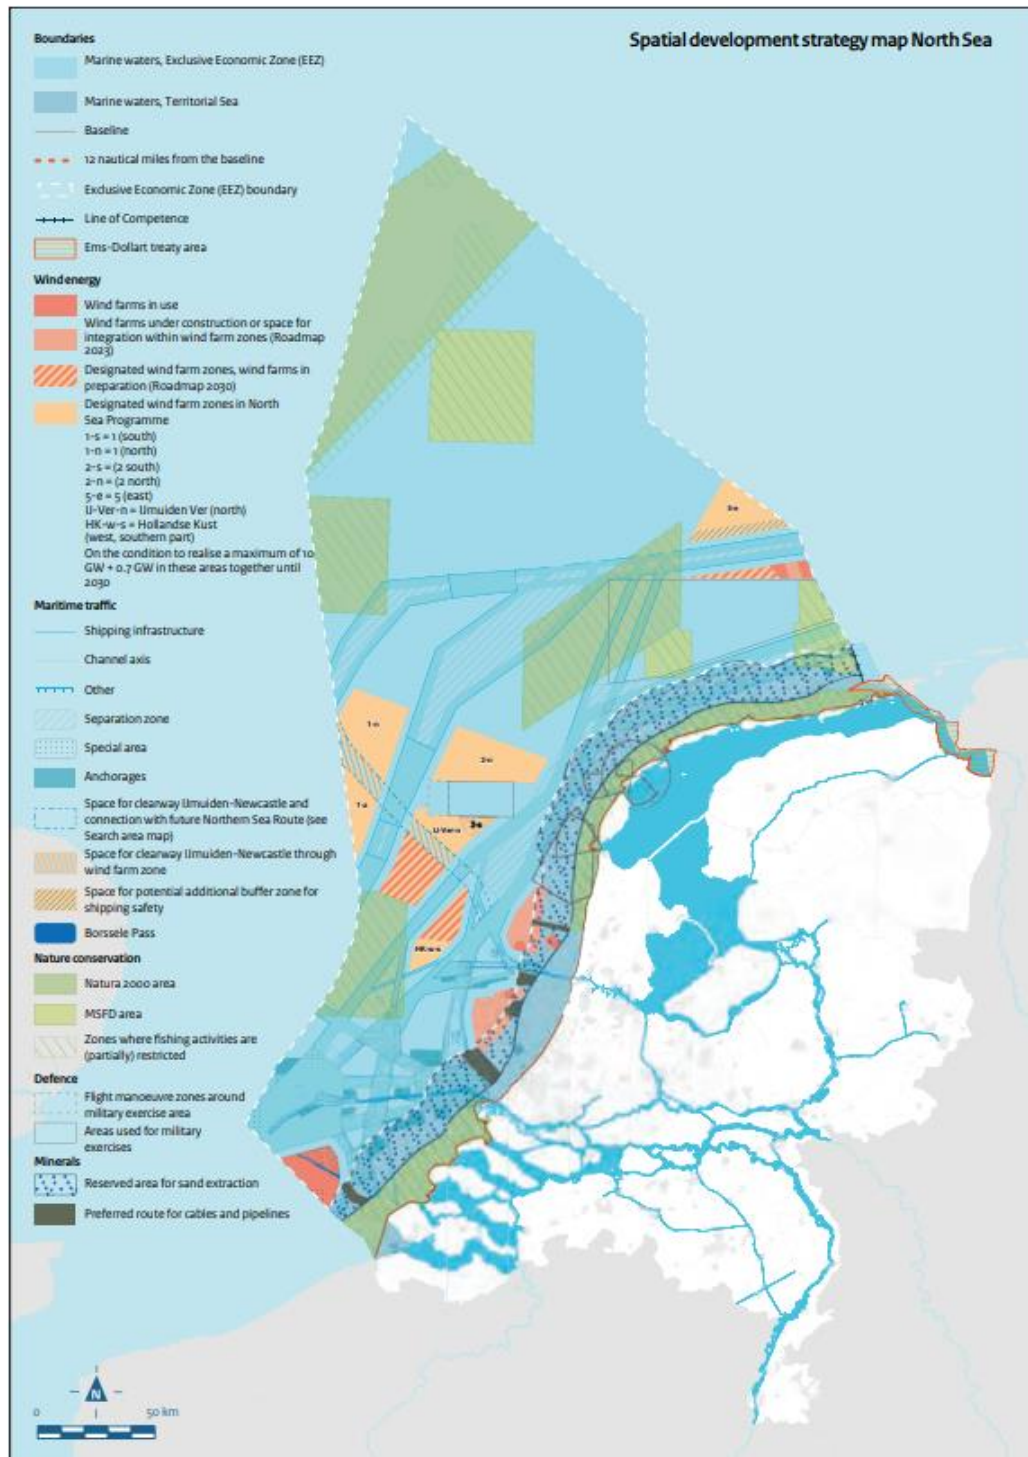 Spatial development strategy map North Sea
Boundaries
Marine waters, Exclusive Economic Zone (EEZ)
Marine waters, Territorial Sea
Baseline
12 nautical miles from the baseline
Exclusive Economic Zone (EEZ) boundary
Line of Competence
Ems-Dollart treaty area
Wind energy
Wind farms in use
Wind farms under construction or space for
integration within wind farm zones (Roadmap
2023)
Designated wind farm zones, wind farms in
preparation (Roadmap 2030)
Designated wind farm zones in North
Sea Programme
1-s = 1 (south)
1-n = 1 (north)
2-s = (2 south)
2-n = (2 north)
5-e = 5 (east)
IJ-Ver-n = IJmuiden Ver (north)
HK-w-s = Hollandse Kust
(west, southern part)
On the condition to realise a maximum of 10
GW + 0.7 GW in these areas together until
2030
Maritime traffic
Shipping infrastructure
Channel axis
Other
Separation zone
Special area
Anchorages
Space for clearway IJmuiden-Newcastle and
connection with future Northern Sea Route (see
Search area map)
Space for clearway IJmuiden-Newcastle through
wind farm zone
Space for potential additional buffer zone for
shipping safety
Borssele Pass
Nature conservation
Natura 2000 area
MSFD area
Zones where fishing activities are
(partially) restricted
Defence
Flight manoeuvre zones around
military exercise area
Areas used for military
exercises
Minerals
Reserved area for sand extraction
Preferred route for cables and pipelines
5-e
1-n
2-n
1-s
IJ-Ver-n
HK-w-s
N
0 50 km